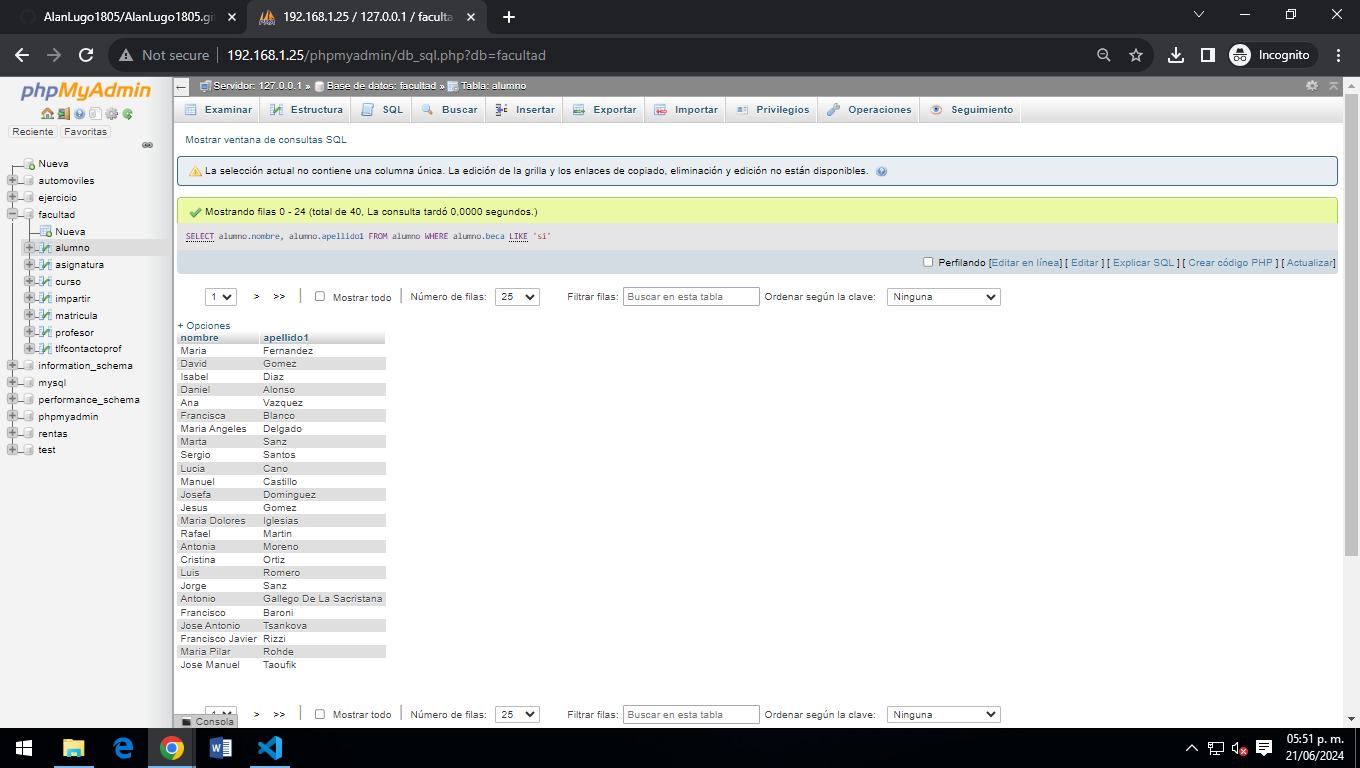 AlanLugo1805/AlanLugo1805.gi
192.168.1.25 / 127.0.0.1 / faculta
Not secure 192.168.1.25/phpmyadmin/db_sql.php?db=facultad Incognito
phpMyAdmin
Reciente Favoritas
Nueva
automoviles
ejercicio
facultad
Nueva
alumno
asignatura
curso
impartir
matricula
profesor
tlfcontactoprof
information_schema
mysql
performance_schema
phpmyadmin
rentas
test
Servidor: 127.0.0.1 » Base de datos: facultad » Tabla: alumno
Examinar Estructura SQL Buscar Insertar Exportar Importar Privilegios Operaciones Seguimiento
Mostrar ventana de consultas SQL
La selección actual no contiene una columna única. La edición de la grilla y los enlaces de copiado, eliminación y edición no están disponibles.
Mostrando filas 0 - 24 (total de 40, La consulta tardó 0,0000 segundos.)
SELECT alumno.nombre, alumno.apellido1 FROM alumno WHERE alumno.beca LIKE 'si'
Perfilando [Editar en línea] [ Editar ] [ Explicar SQL ] [ Crear código PHP ] [ Actualizar]
1 > >> Mostrar todo Número de filas: 25 Filtrar filas: Buscar en esta tabla Ordenar según la clave: Ninguna
+ Opciones
nombre apellido1
Maria Fernandez
David Gomez
Isabel Diaz
Daniel Alonso
Ana Vazquez
Francisca Blanco
Maria Angeles Delgado
Marta Sanz
Sergio Santos
Lucia Cano
Manuel Castillo
Josefa Dominguez
Jesus Gomez
Maria Dolores Iglesias
Rafael Martin
Antonia Moreno
Cristina Ortiz
Luis Romero
Jorge Sanz
Antonio Gallego De La Sacristana
Francisco Baroni
Jose Antonio Tsankova
Francisco Javier Rizzi
Maria Pilar Rohde
Jose Manuel Taoufik
1 > >> Mostrar todo Número de filas: 25 Filtrar filas: Buscar en esta tabla Ordenar según la clave: Ninguna
Consola
05:51 p. m.
21/06/2024